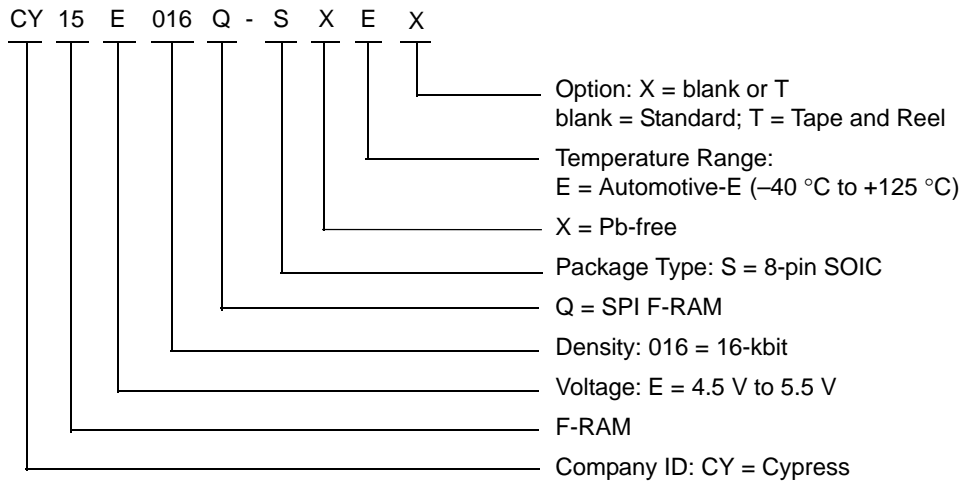 CY 15 E 016 Q - S X E X
Option: X = blank or T
blank = Standard; T = Tape and Reel
Temperature Range:
E = Automotive-E (–40 °C to +125 °C)
X = Pb-free
Package Type: S = 8-pin SOIC
Q = SPI F-RAM
Density: 016 = 16-kbit
Voltage: E = 4.5 V to 5.5 V
F-RAM
Company ID: CY = Cypress